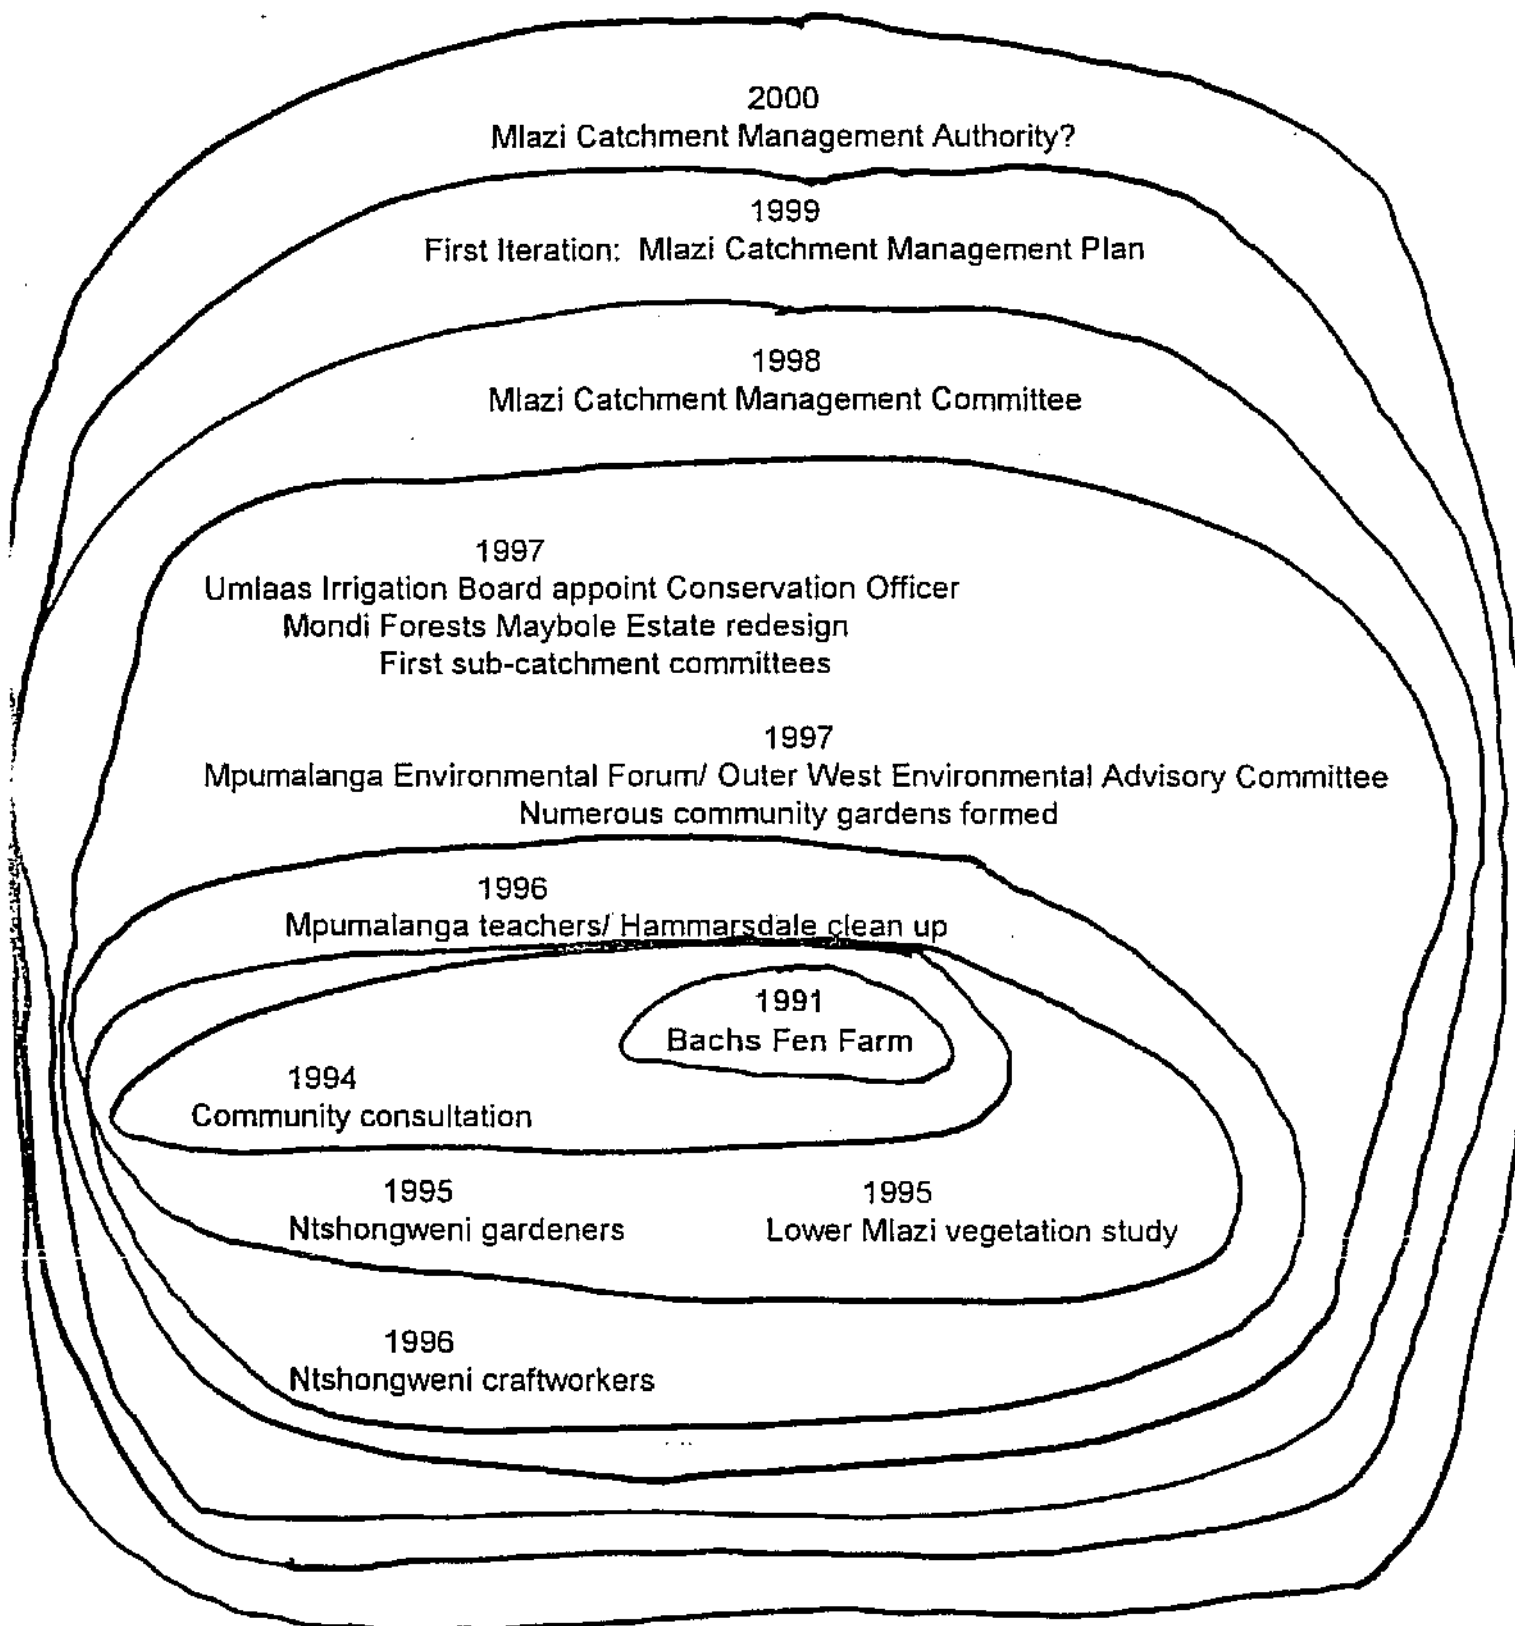 2000
Mlazi Catchment Management Authority?
1999
First Iteration: Mlazi Catchment Management Plan
1998
Mlazi Catchment Management Committee
1997
Umlaas Irrigation Board appoint Conservation Officer
Mondi Forests Maybole Estate redesign
First sub-catchment committees
1997
Mpumalanga Environmental Forum/ Outer West Environmental Advisory Committee
Numerous community gardens formed
1996
Mpumalanga teachers/ Hammarsdale clean up
1991
Bachs Fen Farm
1994
Community consultation
1995
Ntshongweni gardeners
1995
Lower Mlazi vegetation study
1996
Ntshongweni craftworkers